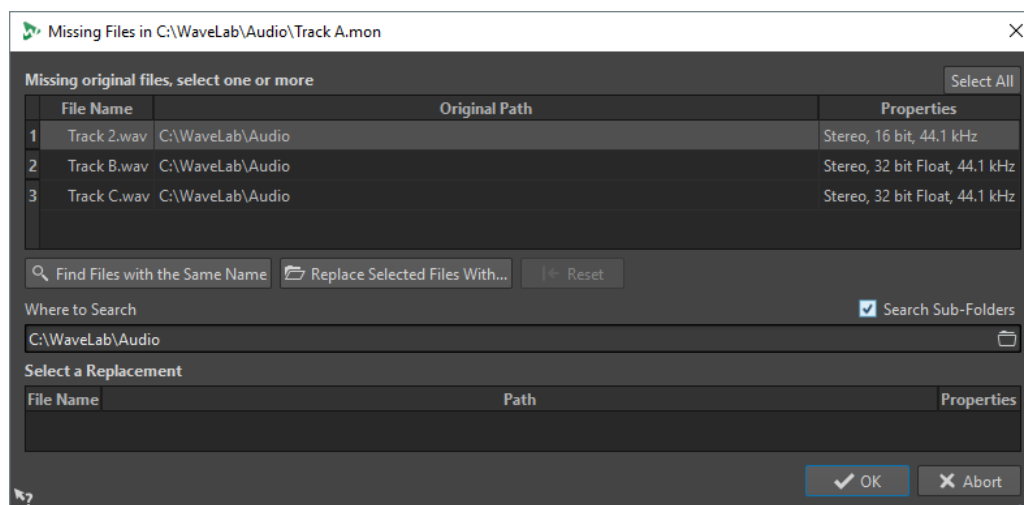 Missing Files in C:\WaveLab\Audio\Track A.mon
Missing original files, select one or more Select All
File Name Original Path Properties
1 Track 2.wav C:\WaveLab\Audio Stereo, 16 bit, 44.1 kHz
2 Track B.wav C:\WaveLab\Audio Stereo, 32 bit Float, 44.1 kHz
3 Track C.wav C:\WaveLab\Audio Stereo, 32 bit Float, 44.1 kHz
Find Files with the Same Name Replace Selected Files With... Reset
Where to Search Search Sub-Folders
C:\WaveLab\Audio
Select a Replacement
File Name Path Properties
OK Abort
?